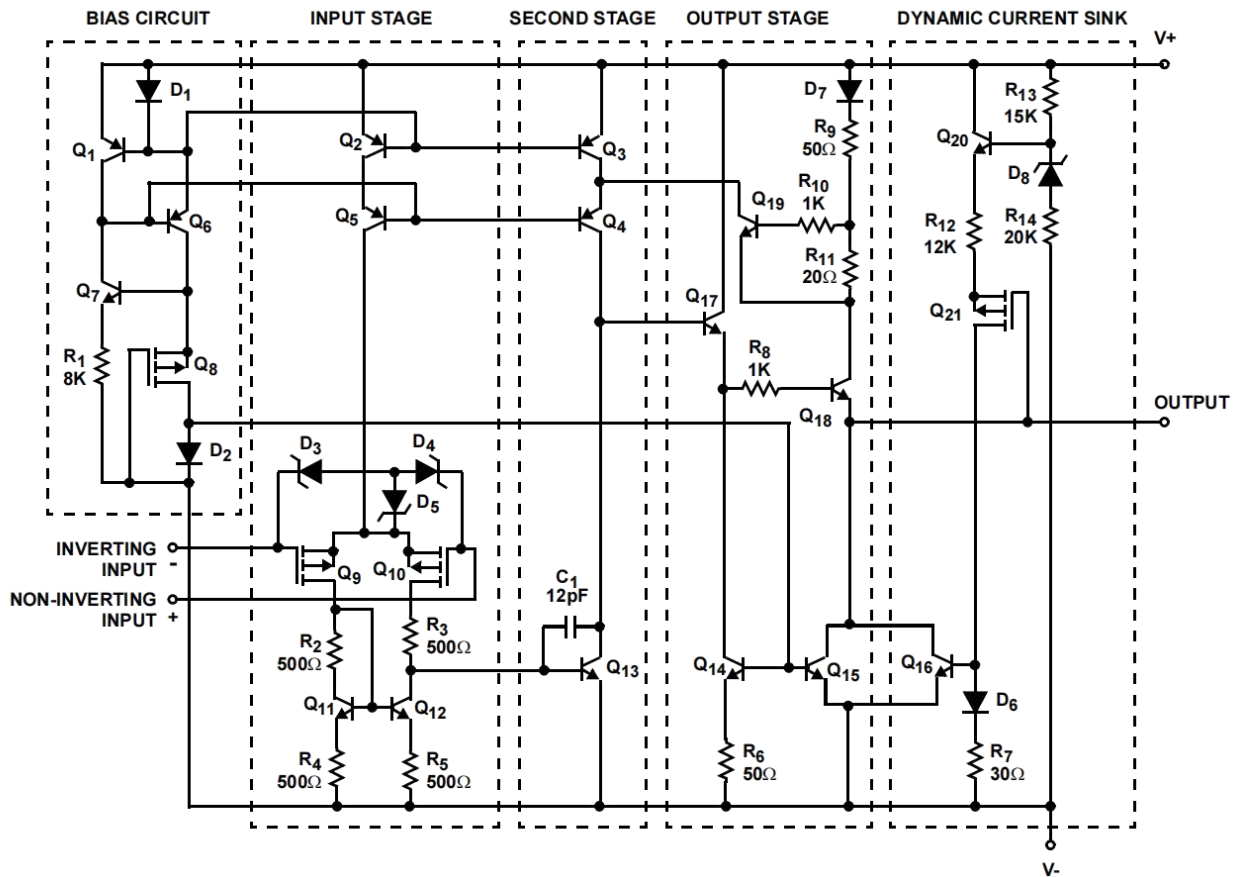 BIAS CIRCUIT
INPUT STAGE
SECOND STAGE
OUTPUT STAGE
DYNAMIC CURRENT SINK
V+
D1
Q1
Q2
Q3
D7
R9
50Ω
R13
15K
Q20
D8
Q6
Q5
Q4
Q19
R10
1K
R12
12K
R14
20K
R11
20Ω
Q7
Q17
Q21
R1
8K
Q8
R8
1K
Q18
OUTPUT
D2
D3
D4
D5
INVERTING
INPUT
-
Q9
Q10
NON-INVERTING
INPUT +
C1
12pF
R2
500Ω
R3
500Ω
Q13
Q14
Q15
Q16
Q11
Q12
D6
R4
500Ω
R5
500Ω
R6
50Ω
R7
30Ω
V-